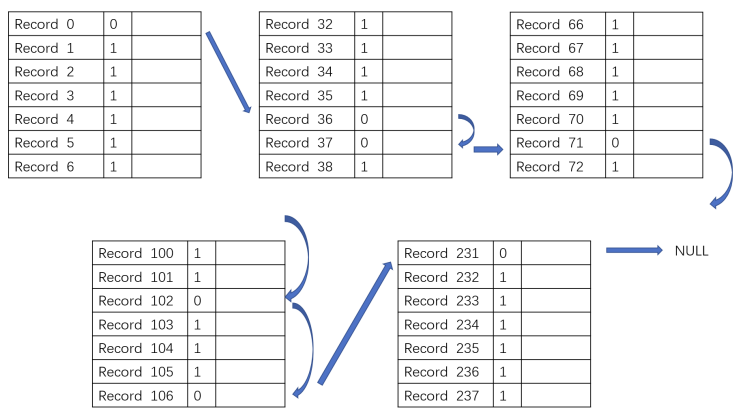 Record 0 0
Record 1 1
Record 2 1
Record 3 1
Record 4 1
Record 5 1
Record 6 1
Record 32 1
Record 33 1
Record 34 1
Record 35 1
Record 36 0
Record 37 0
Record 38 1
Record 66 1
Record 67 1
Record 68 1
Record 69 1
Record 70 1
Record 71 0
Record 72 1
Record 100 1
Record 101 1
Record 102 0
Record 103 1
Record 104 1
Record 105 1
Record 106 0
Record 231 0
Record 232 1
Record 233 1
Record 234 1
Record 235 1
Record 236 1
Record 237 1
NULL